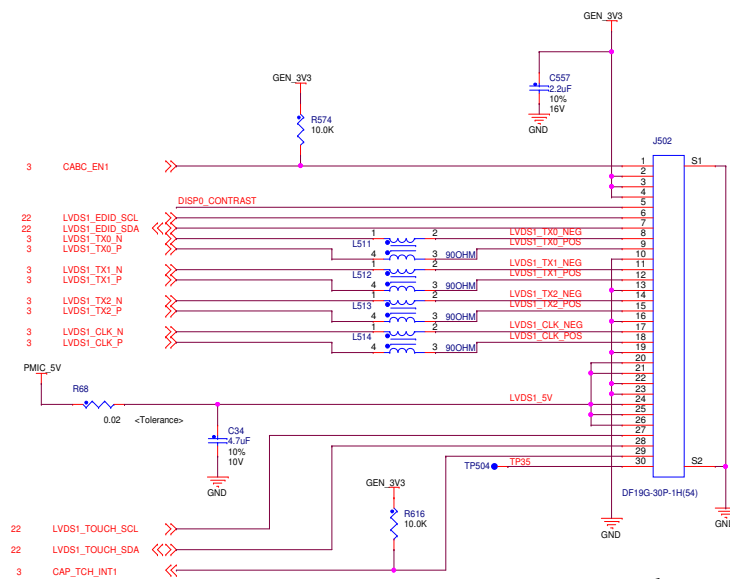 GEN_3V3
C557
2.2uF
10%
16V
GND
GEN_3V3
R574
10.0K
J502
3 CABC_EN1 1 S1
2
3
4
DISP0_CONTRAST 5
22 LVDS1_EDID_SCL 6
22 LVDS1_EDID_SDA 7
3 LVDS1_TX0_N 1 2 LVDS1_TX0_NEG 8
3 LVDS1_TX0_P L511 4 3 90OHM LVDS1_TX0_POS 9
10
3 LVDS1_TX1_N 1 2 LVDS1_TX1_NEG 11
3 LVDS1_TX1_P L512 4 3 90OHM LVDS1_TX1_POS 12
13
3 LVDS1_TX2_N 1 2 LVDS1_TX2_NEG 14
3 LVDS1_TX2_P L513 4 3 90OHM LVDS1_TX2_POS 15
16
3 LVDS1_CLK_N 1 2 LVDS1_CLK_NEG 17
3 LVDS1_CLK_P L514 4 3 90OHM LVDS1_CLK_POS 18
19
20
21
22
23
PMIC_5V
R68
0.02 <Tolerance>
LVDS1_5V 24
25
26
27
28
29
TP504 TP35 30 S2
C34
4.7uF
10%
10V
GND
DF19G-30P-1H(54)
GEN_3V3
R616
10.0K
GND
GND
22 LVDS1_TOUCH_SCL
22 LVDS1_TOUCH_SDA
3 CAP_TCH_INT1